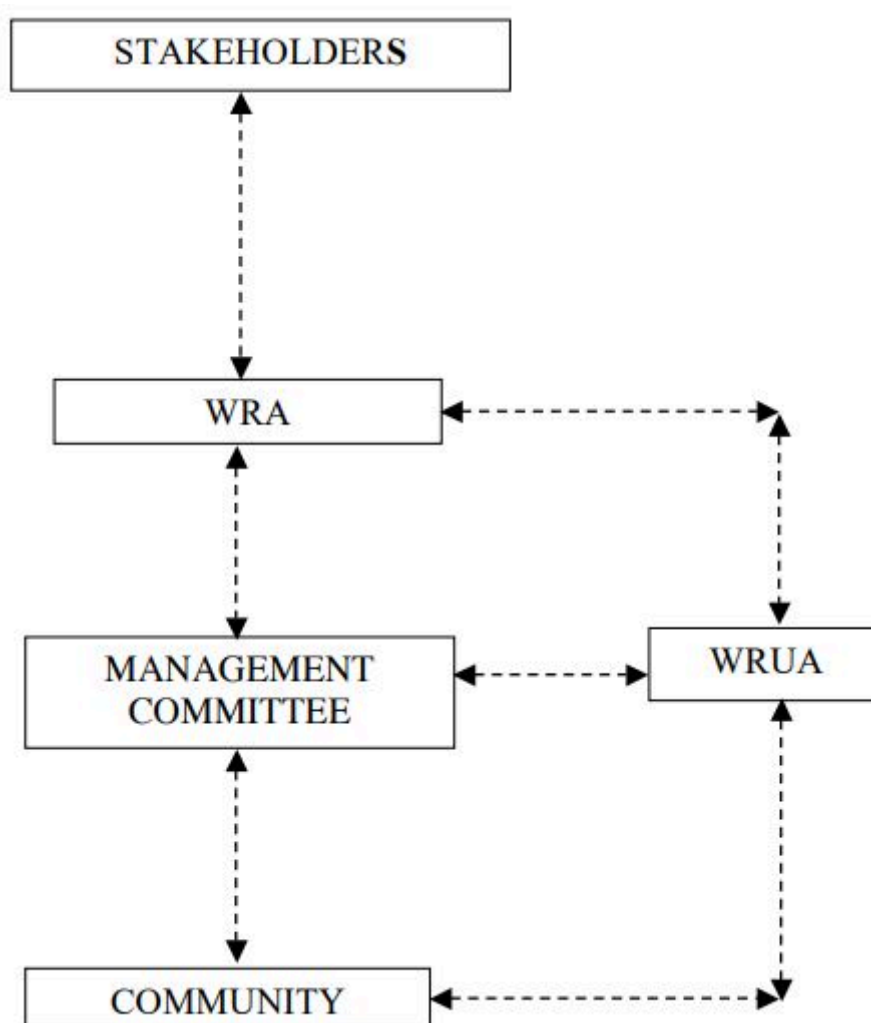 STAKEHOLDERS
WRA
MANAGEMENT
COMMITTEE
WRUA
COMMUNITY